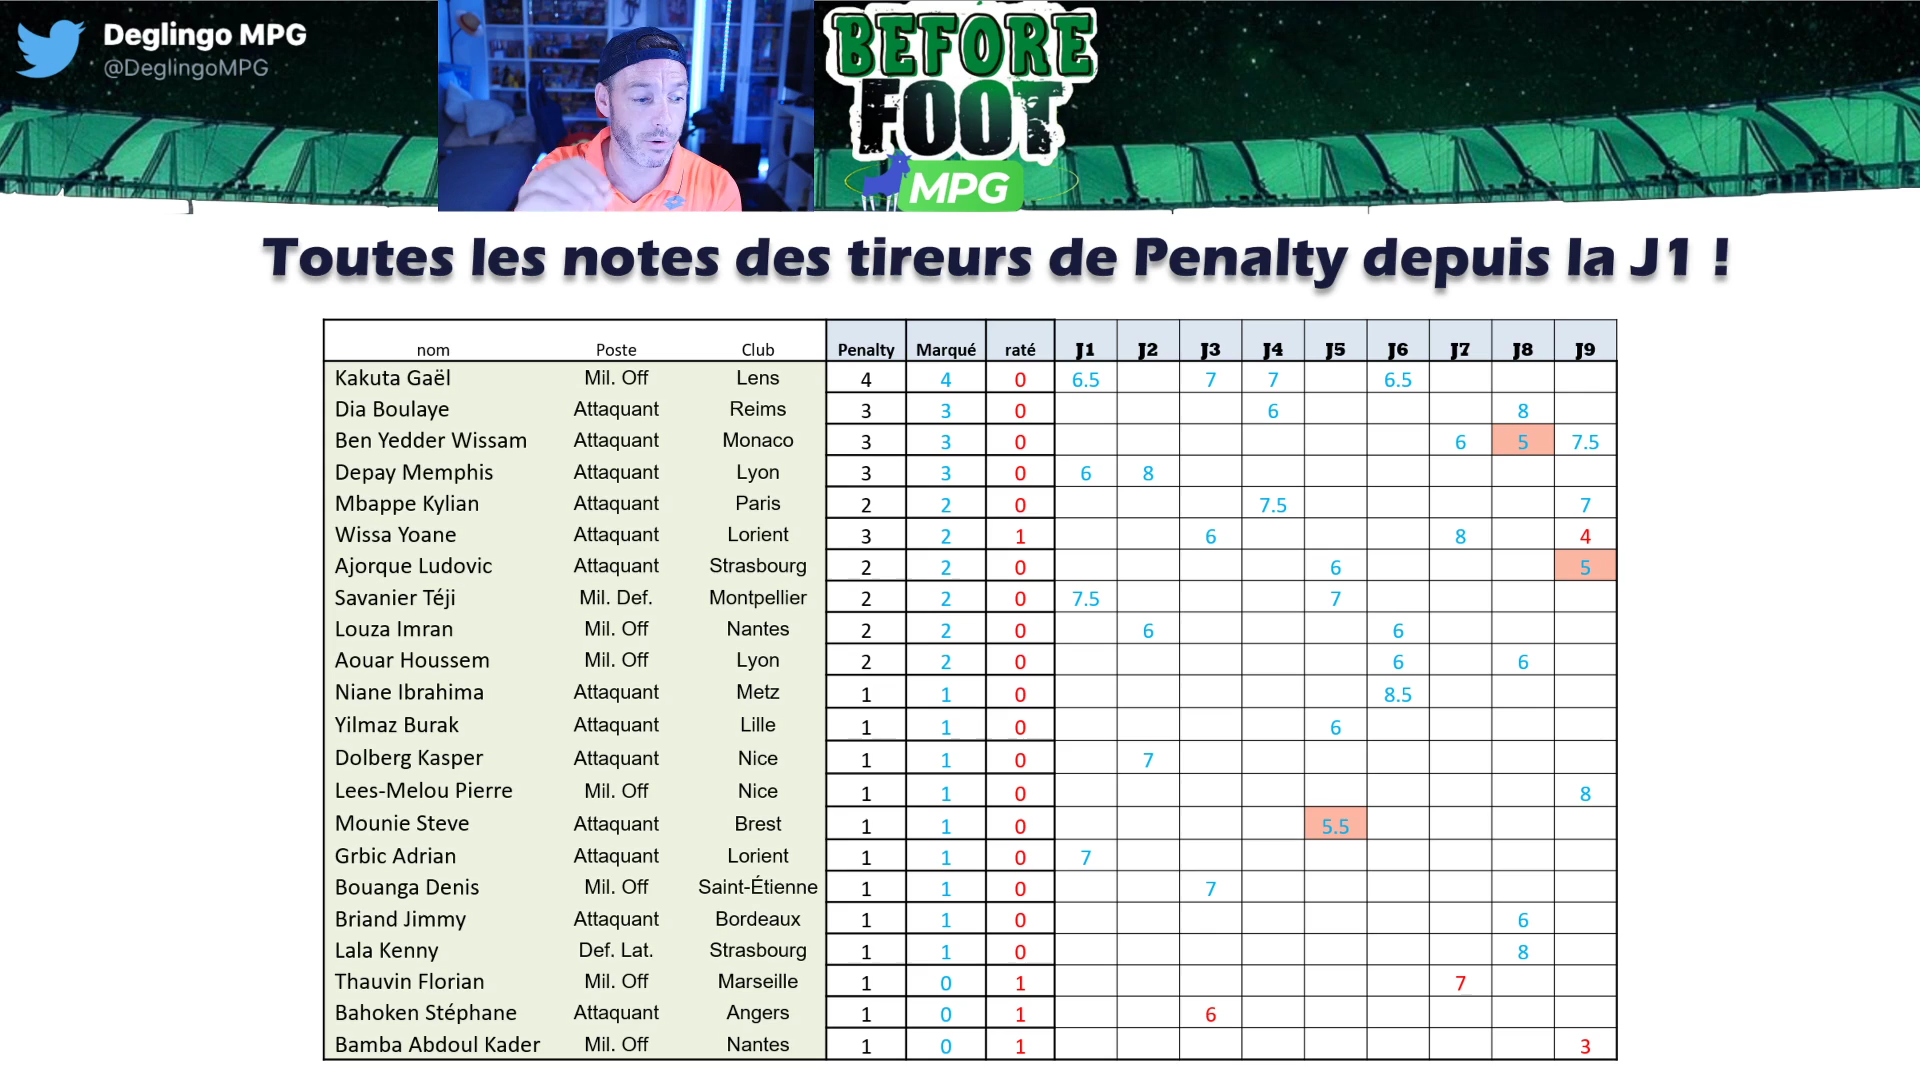 Deglingo MPG
@DeglingoMPG
BEFORE
FOOT
MPG
Toutes les notes des tireurs de Penalty depuis la J1 !
nom Poste Club Penalty Marqué raté J1 J2 J3 J4 J5 J6 J7 J8 J9
Kakuta Gaël Mil. Off Lens 4 4 0 6.5 7 7 6.5
Dia Boulaye Attaquant Reims 3 3 0 6 8
Ben Yedder Wissam Attaquant Monaco 3 3 0 6 5 7.5
Depay Memphis Attaquant Lyon 3 3 0 6 8
Mbappe Kylian Attaquant Paris 2 2 0 7.5 7
Wissa Yoane Attaquant Lorient 3 2 1 6 8 4
Ajorque Ludovic Attaquant Strasbourg 2 2 0 6 5
Savanier Téji Mil. Def. Montpellier 2 2 0 7.5 7
Louza Imran Mil. Off Nantes 2 2 0 6 6
Aouar Houssem Mil. Off Lyon 2 2 0 6 6
Niane Ibrahima Attaquant Metz 1 1 0 8.5
Yilmaz Burak Attaquant Lille 1 1 0 6
Dolberg Kasper Attaquant Nice 1 1 0 7
Lees-Melou Pierre Mil. Off Nice 1 1 0 8
Mounie Steve Attaquant Brest 1 1 0 5.5
Grbic Adrian Attaquant Lorient 1 1 0 7
Bouanga Denis Mil. Off Saint-Étienne 1 1 0 7
Briand Jimmy Attaquant Bordeaux 1 1 0 6
Lala Kenny Def. Lat. Strasbourg 1 1 0 8
Thauvin Florian Mil. Off Marseille 1 0 1 7
Bahoken Stéphane Attaquant Angers 1 0 1 6
Bamba Abdoul Kader Mil. Off Nantes 1 0 1 3